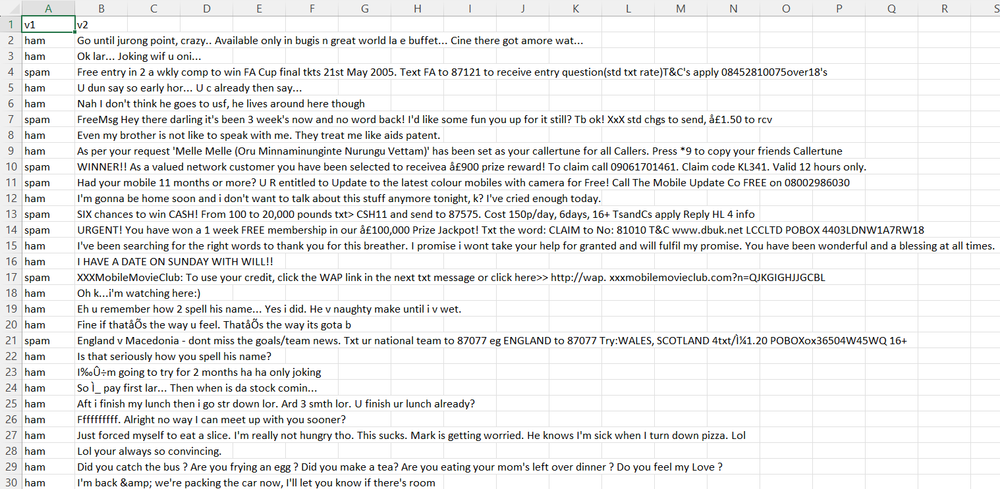 A B C D E F G H I J K L M N O P Q R S
1 v1 v2
2 ham Go until jurong point, crazy.. Available only in bugis n great world la e buffet... Cine there got amore wat...
3 ham Ok lar... Joking wif u oni...
4 spam Free entry in 2 a wkly comp to win FA Cup final tkts 21st May 2005. Text FA to 87121 to receive entry question(std txt rate)T&C's apply 08452810075over18's
5 ham U dun say so early hor... U c already then say...
6 ham Nah I don't think he goes to usf, he lives around here though
7 spam FreeMsg Hey there darling it's been 3 week's now and no word back! I'd like some fun you up for it still? Tb ok! XxX std chgs to send, å£1.50 to rcv
8 ham Even my brother is not like to speak with me. They treat me like aids patent.
9 ham As per your request 'Melle Melle (Oru Minnaminunginte Nurungu Vettam)' has been set as your callertune for all Callers. Press *9 to copy your friends Callertune
10 spam WINNER!! As a valued network customer you have been selected to receivea å£900 prize reward! To claim call 09061701461. Claim code KL341. Valid 12 hours only.
11 spam Had your mobile 11 months or more? U R entitled to Update to the latest colour mobiles with camera for Free! Call The Mobile Update Co FREE on 08002986030
12 ham I'm gonna be home soon and i don't want to talk about this stuff anymore tonight, k? I've cried enough today.
13 spam SIX chances to win CASH! From 100 to 20,000 pounds txt> CSH11 and send to 87575. Cost 150p/day, 6days, 16+ TsandCs apply Reply HL 4 info
14 spam URGENT! You have won a 1 week FREE membership in our å£100,000 Prize Jackpot! Txt the word: CLAIM to No: 81010 T&C www.dbuk.net LCCLTD POBOX 4403LDNW1A7RW18
15 ham I've been searching for the right words to thank you for this breather. I promise i wont take your help for granted and will fulfil my promise. You have been wonderful and a blessing at all times.
16 ham I HAVE A DATE ON SUNDAY WITH WILL!!
17 spam XXXMobileMovieClub: To use your credit, click the WAP link in the next txt message or click here>> http://wap. xxxmobilemovieclub.com?n=QJKGIGHJJGCBL
18 ham Oh k...i'm watching here:)
19 ham Eh u remember how 2 spell his name... Yes i did. He v naughty make until i v wet.
20 ham Fine if thatåÕs the way u feel. ThatåÕs the way its gota b
21 spam England v Macedonia - dont miss the goals/team news. Txt ur national team to 87077 eg ENGLAND to 87077 Try:WALES, SCOTLAND 4txt/Ì¼1.20 POBOXox36504W45WQ 16+
22 ham Is that seriously how you spell his name?
23 ham I‰Û÷m going to try for 2 months ha ha only joking
24 ham So Ì_ pay first lar... Then when is da stock comin...
25 ham Aft i finish my lunch then i go str down lor. Ard 3 smth lor. U finish ur lunch already?
26 ham Ffffffffff. Alright no way I can meet up with you sooner?
27 ham Just forced myself to eat a slice. I'm really not hungry tho. This sucks. Mark is getting worried. He knows I'm sick when I turn down pizza. Lol
28 ham Lol your always so convincing.
29 ham Did you catch the bus ? Are you frying an egg ? Did you make a tea? Are you eating your mom's left over dinner ? Do you feel my Love ?
30 ham I'm back &amp; we're packing the car now, I'll let you know if there's room